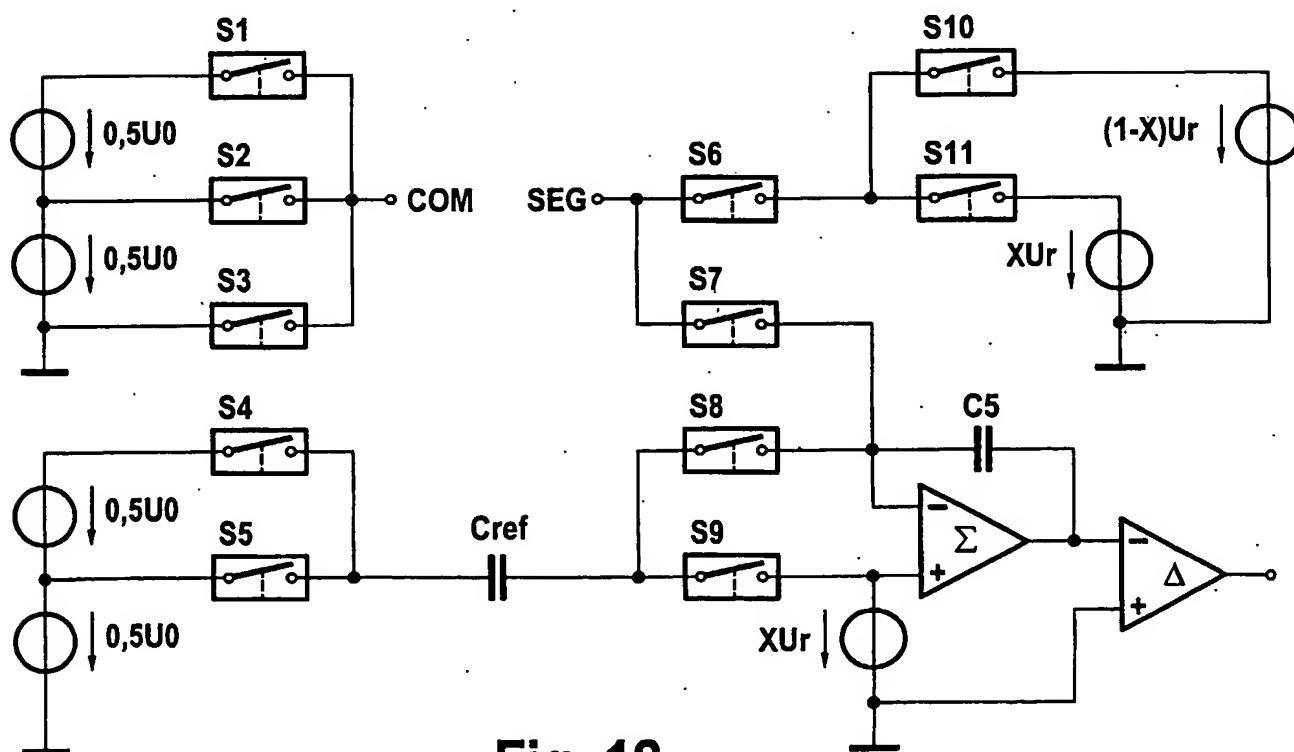 S1
S10
0,5U0
(1-X)Ur
S2
S6
S11
COM
SEG
0,5U0
XUr
S3
S7
S4
S8
C5
0,5U0
S5
Cref
S9
Σ
Δ
0,5U0
XUr